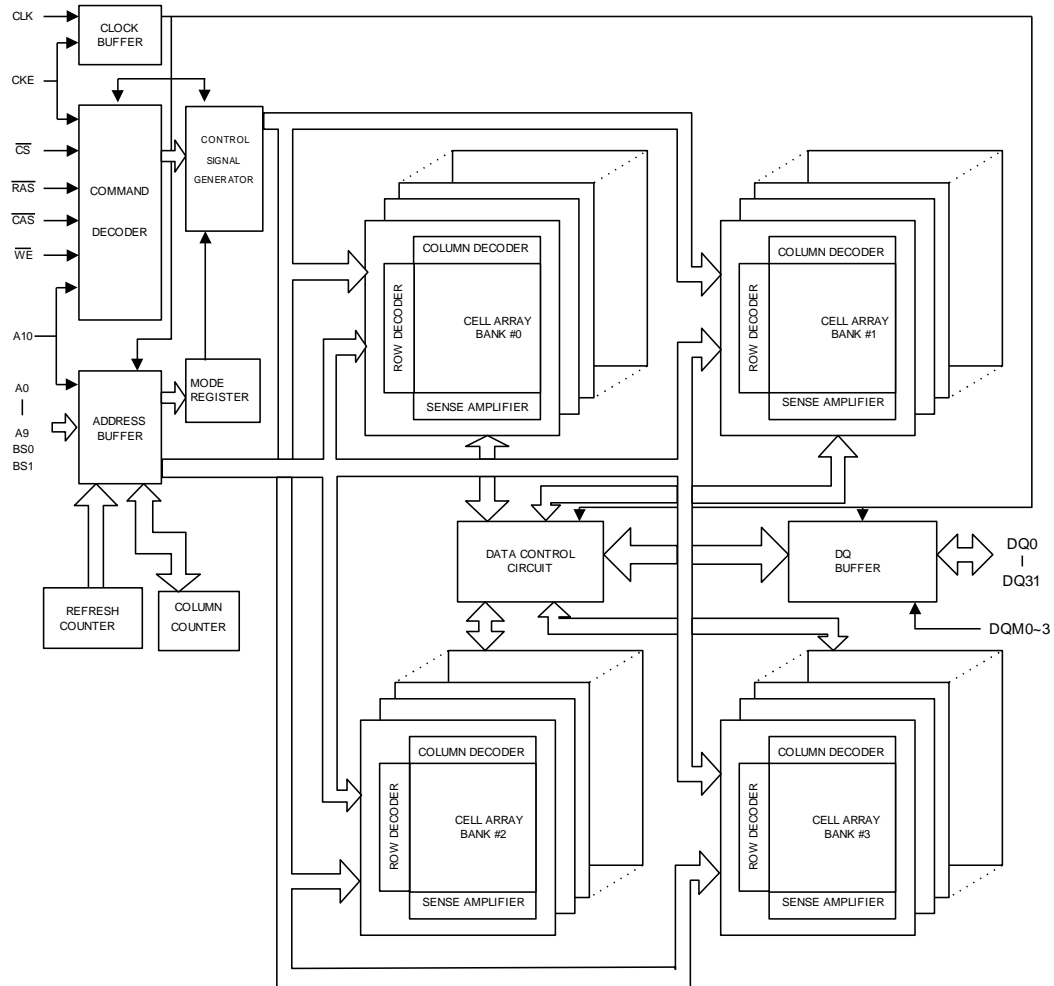 CLK
CLOCK
BUFFER
CKE
CONTROL
SIGNAL
GENERATOR
COMMAND
DECODER
CS
RAS
CAS
WE
A10
A0
A9
BS0
BS1
ADDRESS
BUFFER
MODE
REGISTER
REFRESH
COUNTER
COLUMN
COUNTER
COLUMN DECODER
ROW DECODER
CELL ARRAY
BANK #0
SENSE AMPLIFIER
COLUMN DECODER
ROW DECODER
CELL ARRAY
BANK #1
SENSE AMPLIFIER
DATA CONTROL
CIRCUIT
DQ
BUFFER
DQ0
DQ31
DQM0~3
COLUMN DECODER
ROW DECODER
CELL ARRAY
BANK #2
SENSE AMPLIFIER
COLUMN DECODER
ROW DECODER
CELL ARRAY
BANK #3
SENSE AMPLIFIER